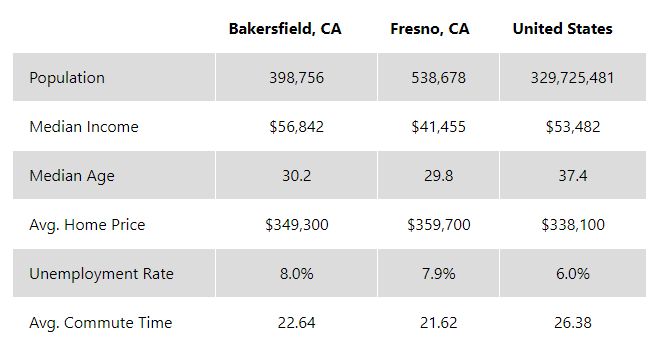 Bakersfield, CA Fresno, CA United States
Population 398,756 538,678 329,725,481
Median Income $56,842 $41,455 $53,482
Median Age 30.2 29.8 37.4
Avg. Home Price $349,300 $359,700 $338,100
Unemployment Rate 8.0% 7.9% 6.0%
Avg. Commute Time 22.64 21.62 26.38